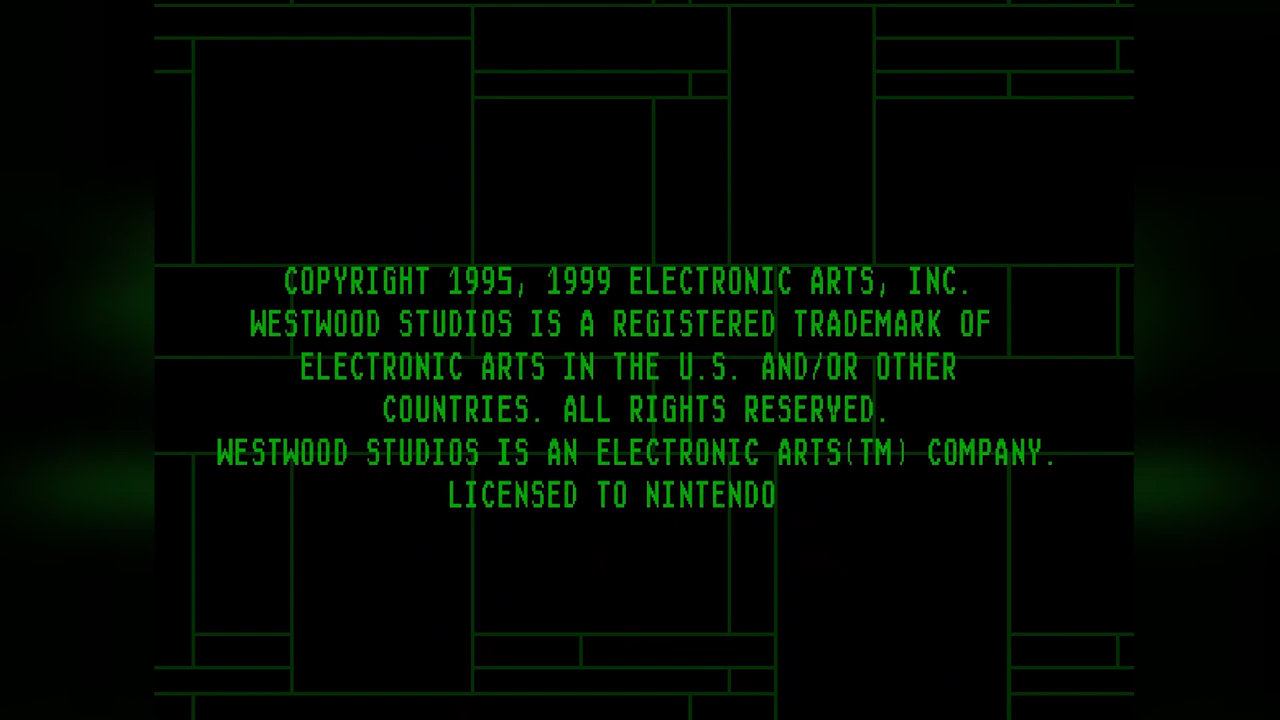 COPYRIGHT 1995, 1999 ELECTRONIC ARTS, INC.
WESTWOOD STUDIOS IS A REGISTERED TRADEMARK OF
ELECTRONIC ARTS IN THE U.S. AND/OR OTHER
COUNTRIES. ALL RIGHTS RESERVED.
WESTWOOD STUDIOS IS AN ELECTRONIC ARTS(TM) COMPANY.
LICENSED TO NINTENDO